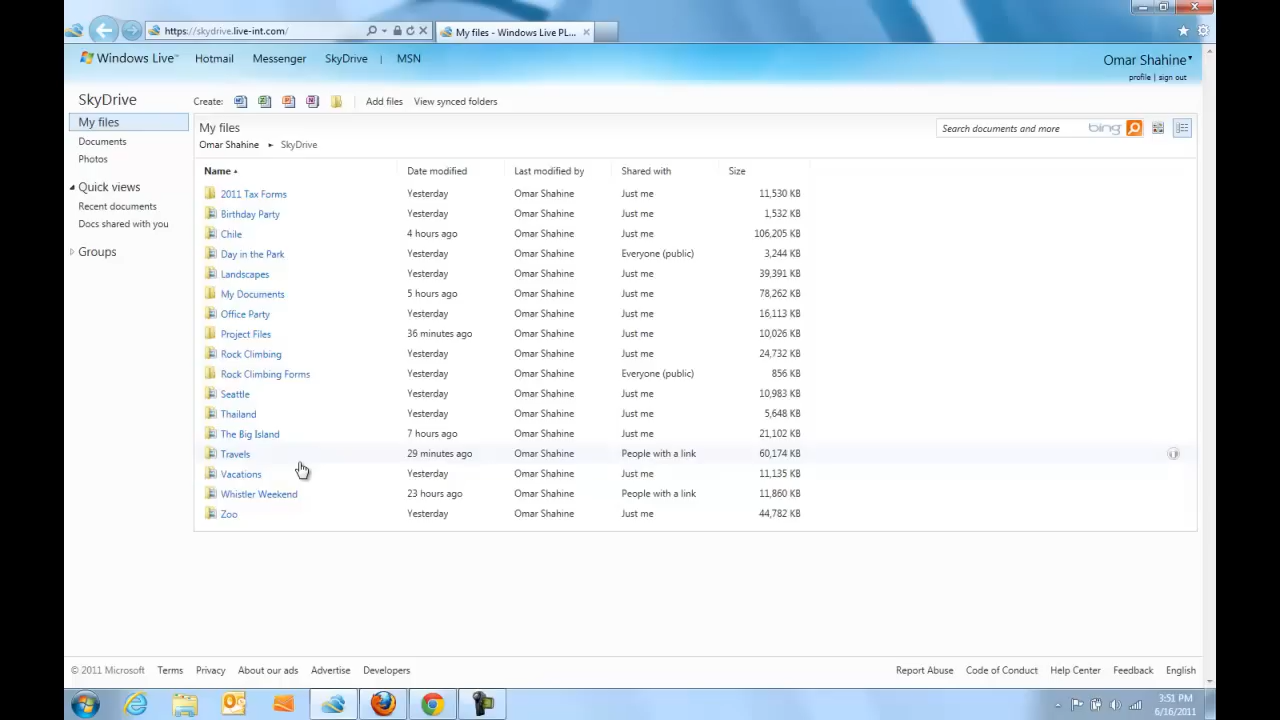 https://skydrive.live-int.com/
My files - Windows Live PL...
Windows Live™ Hotmail Messenger SkyDrive | MSN
Omar Shahine
profile | sign out
SkyDrive
Create: Add files View synced folders
My files
Documents
Photos
Quick views
Recent documents
Docs shared with you
Groups
My files
Omar Shahine ► SkyDrive
Search documents and more bing
Name Date modified Last modified by Shared with Size
2011 Tax Forms Yesterday Omar Shahine Just me 11,530 KB
Birthday Party Yesterday Omar Shahine Just me 1,532 KB
Chile 4 hours ago Omar Shahine Just me 106,205 KB
Day in the Park Yesterday Omar Shahine Everyone (public) 3,244 KB
Landscapes Yesterday Omar Shahine Just me 39,391 KB
My Documents 5 hours ago Omar Shahine Just me 78,262 KB
Office Party Yesterday Omar Shahine Just me 16,113 KB
Project Files 36 minutes ago Omar Shahine Just me 10,026 KB
Rock Climbing Yesterday Omar Shahine Just me 24,732 KB
Rock Climbing Forms Yesterday Omar Shahine Everyone (public) 856 KB
Seattle Yesterday Omar Shahine Just me 10,983 KB
Thailand Yesterday Omar Shahine Just me 5,648 KB
The Big Island 7 hours ago Omar Shahine Just me 21,102 KB
Travels 29 minutes ago Omar Shahine People with a link 60,174 KB
Vacations Yesterday Omar Shahine Just me 11,135 KB
Whistler Weekend 23 hours ago Omar Shahine People with a link 11,860 KB
Zoo Yesterday Omar Shahine Just me 44,782 KB
© 2011 Microsoft Terms Privacy About our ads Advertise Developers Report Abuse Code of Conduct Help Center Feedback English
3:51 PM
6/16/2011